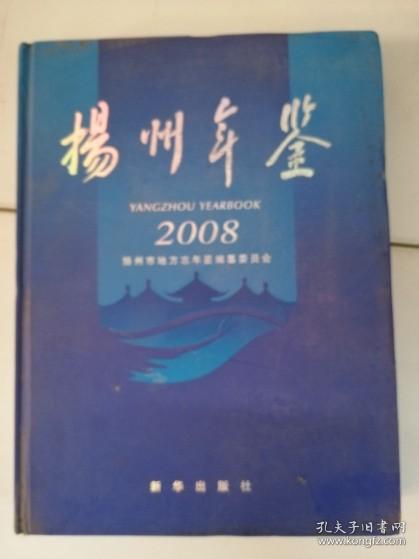 揚州年鉴
YANGZHOU YEARBOOK
2008
扬州市地方志年鉴编纂委员会
新华出版社
孔夫子旧书网
www.kongfz.com